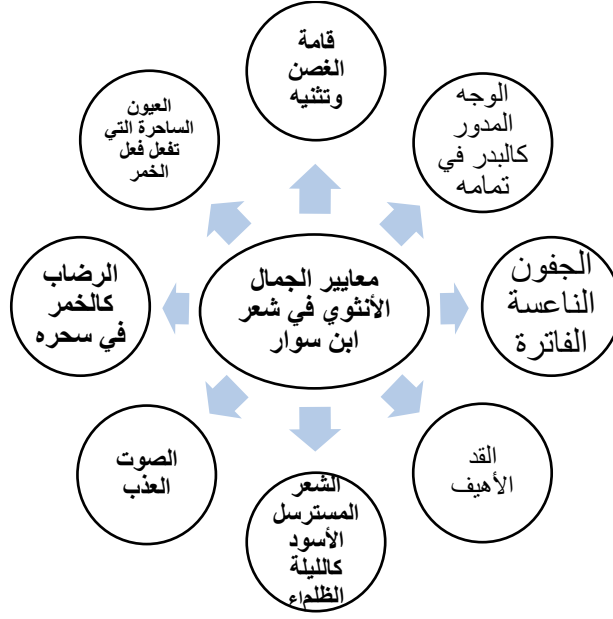 قامة
الغصن
وتثنيه
الوجه
المدور
كالبدر في
تمامه
الجفون
الناعسة
الفاترة
القد
الأهيف
الشعر
المسترسل
الأسود
كالليلة
الظلماء
الصوت
العذب
الرضاب
كالخمر
في سحره
العيون
الساحرة التي
تفعل فعل
الخمر
معايير الجمال
الأنثوي في شعر
ابن سوار